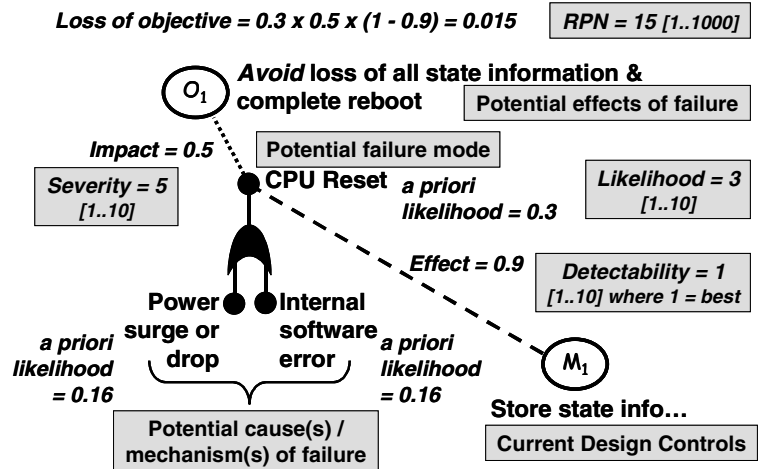 Loss of objective = 0.3 x 0.5 x (1 - 0.9) = 0.015
RPN = 15 [1..1000]
O1
Avoid loss of all state information &
complete reboot
Potential effects of failure
Impact = 0.5
Potential failure mode
Severity = 5
[1..10]
CPU Reset
a priori
likelihood = 0.3
Likelihood = 3
[1..10]
Effect = 0.9
Detectability = 1
[1..10] where 1 = best
Power
surge or
drop
Internal
software
error
a priori
likelihood
= 0.16
a priori
likelihood
= 0.16
M1
Store state info…
Potential cause(s) /
mechanism(s) of failure
Current Design Controls